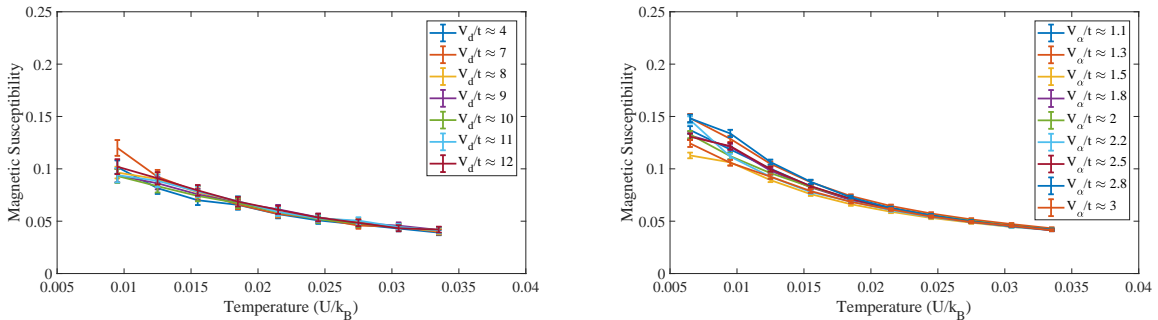 0.25
0.2
0.15
0.1
0.05
0
Magnetic Susceptibility
0.005 0.01 0.015 0.02 0.025 0.03 0.035 0.04
Temperature (U/k_B)
V_d/t ≈ 4
V_d/t ≈ 7
V_d/t ≈ 8
V_d/t ≈ 9
V_d/t ≈ 10
V_d/t ≈ 11
V_d/t ≈ 12
0.25
0.2
0.15
0.1
0.05
0
Magnetic Susceptibility
0.005 0.01 0.015 0.02 0.025 0.03 0.035 0.04
Temperature (U/k_B)
V_α/t ≈ 1.1
V_α/t ≈ 1.3
V_α/t ≈ 1.5
V_α/t ≈ 1.8
V_α/t ≈ 2
V_α/t ≈ 2.2
V_α/t ≈ 2.5
V_α/t ≈ 2.8
V_α/t ≈ 3